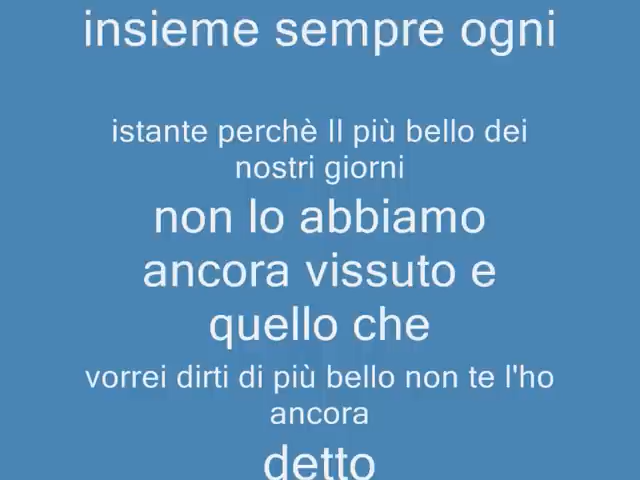 insieme sempre ogni
istante perchè Il più bello dei
nostri giorni
non lo abbiamo
ancora vissuto e
quello che
vorrei dirti di più bello non te l'ho
ancora
detto